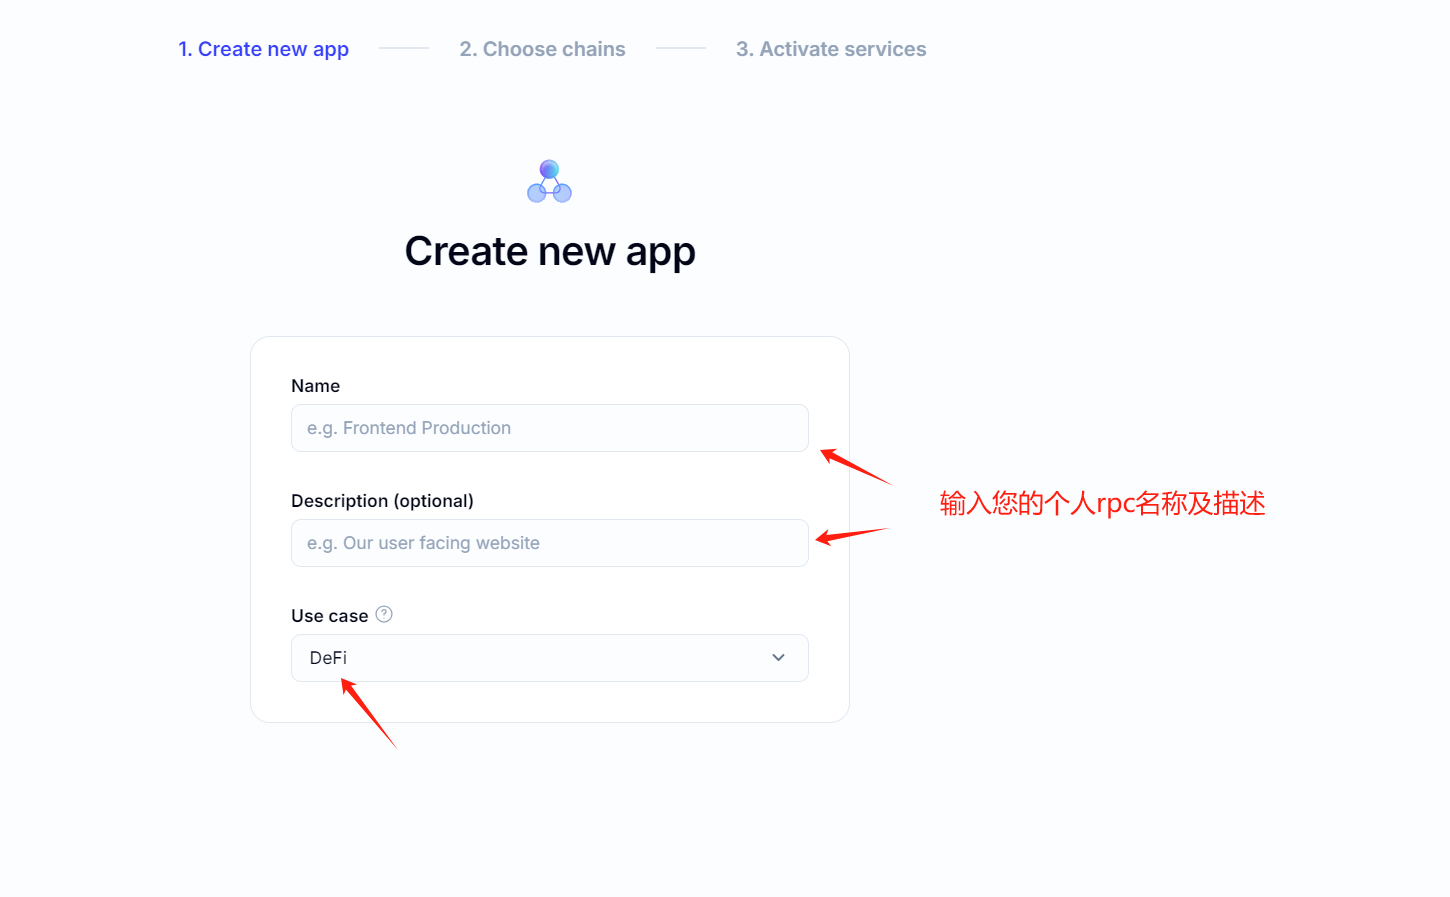 1. Create new app
2. Choose chains
3. Activate services
Create new app
Name
e.g. Frontend Production
输入您的个人rpc名称及描述
Description (optional)
e.g. Our user facing website
Use case ?
DeFi